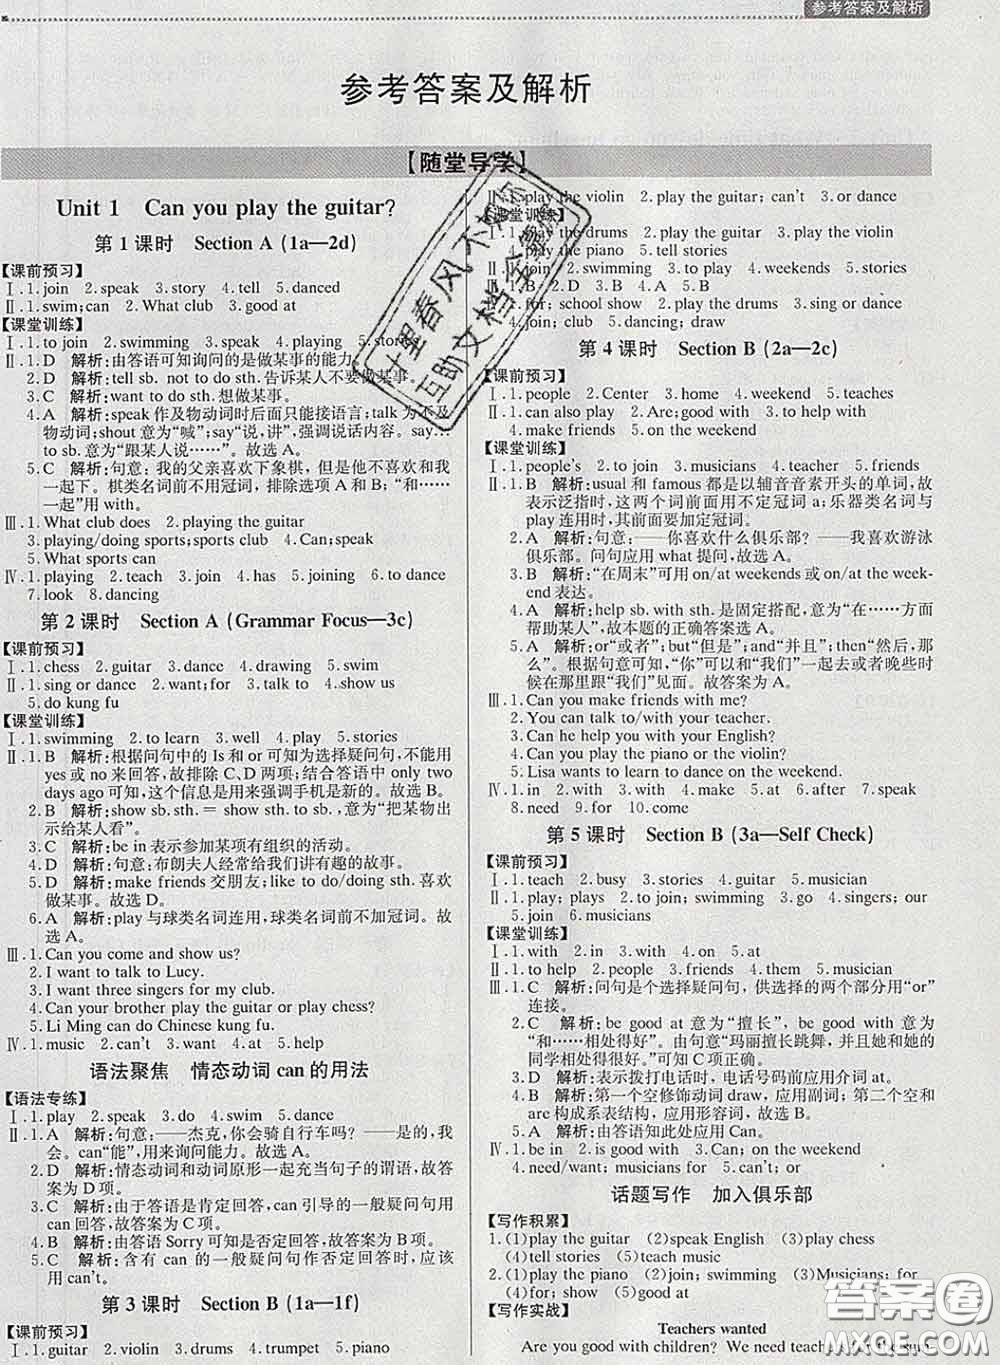 参考答案及解析
参考答案及解析
【随堂导学】
Unit 1 Can you play the guitar?
第1课时 Section A (1a—2d)
【课前预习】
Ⅰ.1.join 2.speak 3.story 4.tell 5.danced
Ⅱ.1.swim;can 2.What club 3.good at
【课堂训练】
Ⅰ.1.to join 2.swimming 3.speak 4.playing 5.stories
Ⅱ.1.D 解析:由答语可知询问的是做某事的能力。
2.D 解析:tell sb. not to do sth.告诉某人不要做某事。
3.C 解析:want to do sth.想做某事。
4.A 解析:speak作及物动词时后面只能接语言;talk为不及
物动词;shout意为“喊”;say“说,讲”,强调说话内容。say…
to sb.意为“跟某人说……”。故选A。
5.C 解析:句意:我的父亲喜欢下象棋,但是他不喜欢和我
一起下。棋类名词前不用冠词,排除选项A和B;“和……
一起”用with。
Ⅲ.1.What club does 2.playing the guitar
3.playing/doing sports;sports club 4.Can;speak
5.What sports can
Ⅳ.1.playing 2.teach 3.join 4.has 5.joining 6.to dance
7.look 8.dancing
第2课时 Section A (Grammar Focus—3c)
【课前预习】
Ⅰ.1.chess 2.guitar 3.dance 4.drawing 5.swim
Ⅱ.1.sing or dance 2.want;for 3.talk to 4.show us
5.do kung fu
【课堂训练】
Ⅰ.1.swimming 2.to learn 3.well 4.play 5.stories
Ⅱ.1.B 解析:根据问句中的Is和or可知为选择疑问句,不能用
yes或no来回答,故排除C、D两项;结合答语中only two
days ago可知,这个信息是用来强调手机是新的。故选B。
2.B 解析:show sb. sth.＝show sth. to sb.,意为“把某物出
示给某人看”。
3.C 解析:be in表示参加某项有组织的活动。
4.D 解析:句意:布朗夫人经常给我们讲有趣的故事。
5.D 解析:make friends交朋友;like to do/doing sth.喜欢
做某事。故选D。
6.A 解析:play与球类名词连用,球类名词前不加冠词。故
选A。
Ⅲ.1.Can you come and show us?
2.I want to talk to Lucy.
3.I want three singers for my club.
4.Can your brother play the guitar or play chess?
5.Li Ming can do Chinese kung fu.
Ⅳ.1.music 2.can't 3.want 4.at 5.help
语法聚焦 情态动词can的用法
【语法专练】
Ⅰ.1.play 2.speak 3.do 4.swim 5.dance
Ⅱ.1.A 解析:句意:——杰克,你会骑自行车吗? ——是的,我
会。can“能”,用来询问能力。故选A。
2.D 解析:情态动词和动词原形一起充当句子的谓语,故答
案为D项。
3.C 解析:由于答语是肯定回答,can引导的一般疑问句用
can回答,故答案为C项。
4.B 解析:由答语Sorry可知是否定回答,故答案为B项。
5.C 解析:含有can的一般疑问句作否定回答时应该
用can't。
第3课时 Section B (1a—1f)
【课前预习】
Ⅰ.1.guitar 2.violin 3.drums 4.trumpet 5.piano
Ⅱ.1.play the violin 2.play the guitar; can't 3.or dance
【课堂训练】
Ⅰ.1.play the drums 2.play the guitar 3.play the violin
4.play the piano 5.tell stories
Ⅱ.1.join 2.swimming 3.to play 4.weekends 5.stories
Ⅲ.1.B 2.D 3.B 4.A 5.B
Ⅳ.1.for; school show 2.play the drums 3.sing or dance
4.join; club 5.dancing; draw
第4课时 Section B (2a—2c)
【课前预习】
Ⅰ.1.people 2.Center 3.home 4.weekend 5.teaches
Ⅱ.1.can also play 2.Are;good with 3.to help with
4.make friends 5.on the weekend
【课堂训练】
Ⅰ.1.people's 2.to join 3.musicians 4.teacher 5.friends
Ⅱ.1.B 解析:usual和famous都是以辅音音素开头的单词,故
表示泛指时,这两个词前面用不定冠词a;乐器类名词与
play连用时,其前面要加定冠词。
2.A 解析:句意:——你喜欢什么俱乐部? ——我喜欢游泳
俱乐部。问句应用what提问,故选A。
3.B 解析:“在周末”可用on/at weekends或on/at the week-
end表达。
4.A 解析:help sb. with sth.是固定搭配,意为“在……方面
帮助某人”,故本题的正确答案选A。
5.A 解析:or“或者”;but“但是”;and“并且”;then“然后,那
么”。根据句意可知,“你”可以和“我们”一起去或者晚些时
候在那里跟“我们”见面。故答案为A。
Ⅲ.1.Can you make friends with me?
2.You can talk to/with your teacher.
3.Can he help you with your English?
4.Can you play the piano or the violin?
5.Lisa wants to learn to dance on the weekend.
Ⅳ.1.in 2.with 3.with 4.make 5.at 6.after 7.speak
8.need 9.for 10.come
第5课时 Section B (3a—Self Check)
【课前预习】
Ⅰ.1.teach 2.busy 3.stories 4.guitar 5.musician
Ⅱ.1.play; plays 2.to join; swimming 3.go 4.singers; our
5.join 6.musicians
【课堂训练】
Ⅰ.1.with 2.in 3.with 4.on 5.at
Ⅱ.1.to help 2.people 3.friends 4.them 5.musician
Ⅲ.1.C 解析:问句是个选择疑问句,供选择的两个部分用“or”
连接。
2.C 解析:be good at意为“擅长”,be good with意为
“和……相处得好”。由句意“玛丽擅长跳舞,并且她和她的
同学相处得很好。”可知C项正确。
3.D 解析:表示拨打电话时,电话号码前应用介词at。
4.D 解析:第一个空修饰动词draw,应用副词;第二个空和
are构成系表结构,应用形容词,故选D。
5.A 解析:由答语知此处应用Can。
Ⅳ.1.be in 2.is good with 3.Can; and; can
4.need/want; musicians for 5.can't; or
话题写作 加入俱乐部
【写作积累】
1.(1)play the guitar (2)speak English (3)play chess
(4)tell stories (5)teach music
2.(1)play the piano (2)join; swimming (3)Musicians; for
(4)can; or (5)can; sing
【写作实战】
Teachers wanted
Are you good with children? We need teachers for the sum-
十里春风不如你
互助文档全靠你
答案圈
MXQE.COM